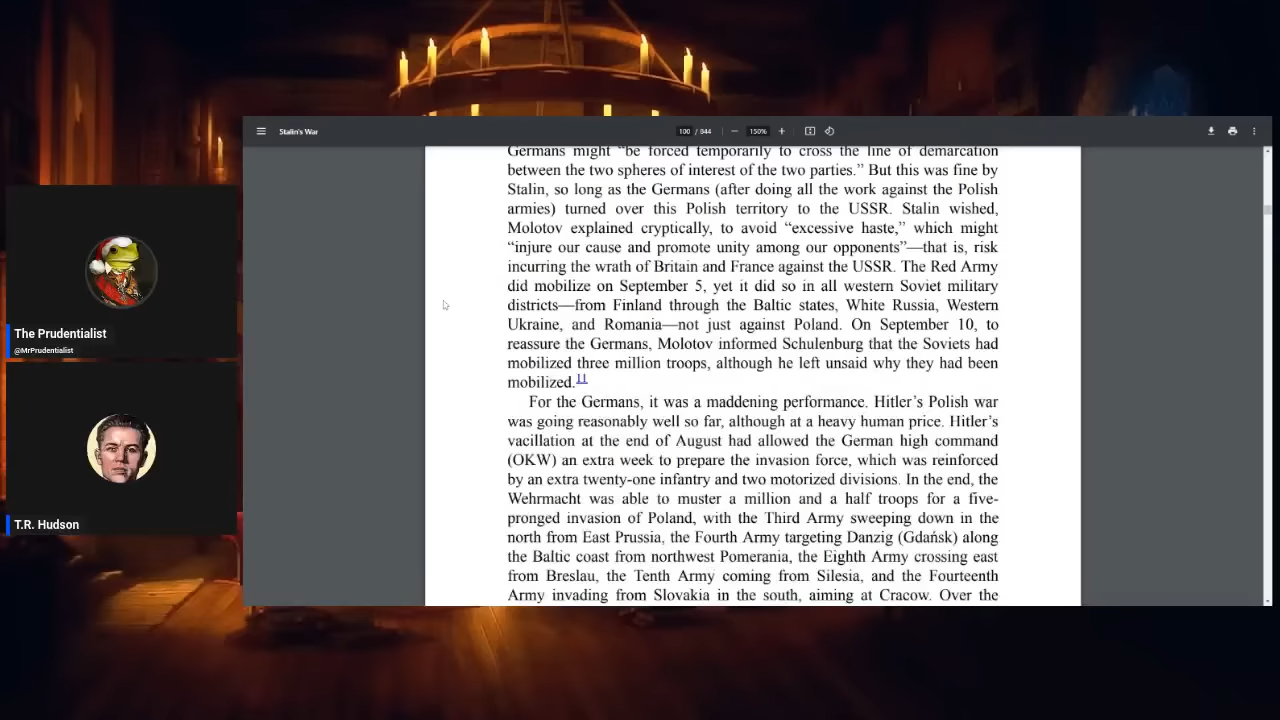 Stalin's War
100 / 844
150%
Germans might “be forced temporarily to cross the line of demarcation
between the two spheres of interest of the two parties.” But this was fine by
Stalin, so long as the Germans (after doing all the work against the Polish
armies) turned over this Polish territory to the USSR. Stalin wished,
Molotov explained cryptically, to avoid “excessive haste,” which might
“injure our cause and promote unity among our opponents”—that is, risk
incurring the wrath of Britain and France against the USSR. The Red Army
did mobilize on September 5, yet it did so in all western Soviet military
districts—from Finland through the Baltic states, White Russia, Western
Ukraine, and Romania—not just against Poland. On September 10, to
reassure the Germans, Molotov informed Schulenburg that the Soviets had
mobilized three million troops, although he left unsaid why they had been
mobilized.11
For the Germans, it was a maddening performance. Hitler’s Polish war
was going reasonably well so far, although at a heavy human price. Hitler’s
vacillation at the end of August had allowed the German high command
(OKW) an extra week to prepare the invasion force, which was reinforced
by an extra twenty-one infantry and two motorized divisions. In the end, the
Wehrmacht was able to muster a million and a half troops for a five-
pronged invasion of Poland, with the Third Army sweeping down in the
north from East Prussia, the Fourth Army targeting Danzig (Gdańsk) along
the Baltic coast from northwest Pomerania, the Eighth Army crossing east
from Breslau, the Tenth Army coming from Silesia, and the Fourteenth
Army invading from Slovakia in the south, aiming at Cracow. Over the
The Prudentialist
@MrPrudentialist
T.R. Hudson